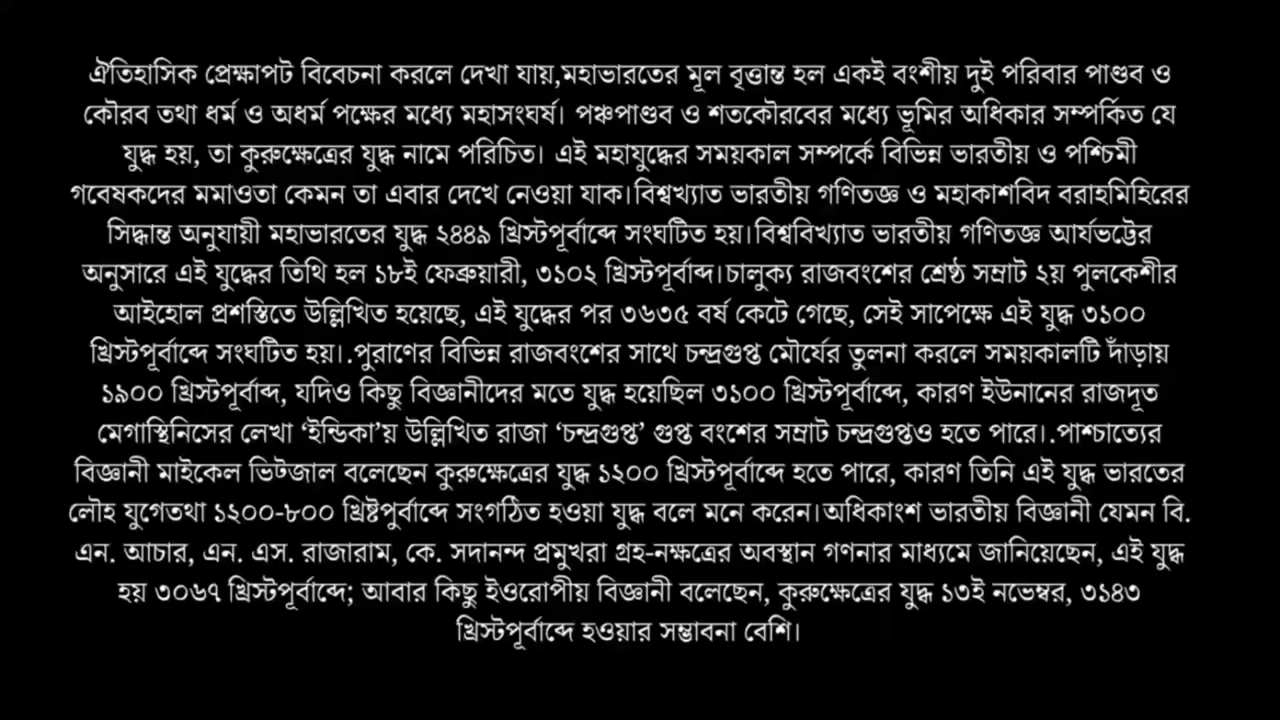 ঐতিহাসিক প্রেক্ষাপট বিবেচনা করলে দেখা যায়,মহাভারতের মূল বৃত্তান্ত হল একই বংশীয় দুই পরিবার পাণ্ডব ও
কৌরব তথা ধর্ম ও অধর্ম পক্ষের মধ্যে মহাসংঘর্ষ। পঞ্চপাণ্ডব ও শতকৌরবের মধ্যে ভূমির অধিকার সম্পর্কিত যে
যুদ্ধ হয়, তা কুরুক্ষেত্রের যুদ্ধ নামে পরিচিত। এই মহাযুদ্ধের সময়কাল সম্পর্কে বিভিন্ন ভারতীয় ও পশ্চিমী
গবেষকদের মমাওতা কেমন তা এবার দেখে নেওয়া যাক।বিশ্বখ্যাত ভারতীয় গণিতজ্ঞ ও মহাকাশবিদ বরাহমিহিরের
সিদ্ধান্ত অনুযায়ী মহাভারতের যুদ্ধ ২৪৪৯ খ্রিস্টপূর্বাব্দে সংঘটিত হয়।বিশ্ববিখ্যাত ভারতীয় গণিতজ্ঞ আর্যভট্টের
অনুসারে এই যুদ্ধের তিথি হল ১৮ই ফেব্রুয়ারী, ৩১০২ খ্রিস্টপূর্বাব্দ।চালুক্য রাজবংশের শ্রেষ্ঠ সম্রাট ২য় পুলকেশীর
আইহোল প্রশস্তিতে উল্লিখিত হয়েছে, এই যুদ্ধের পর ৩৬৩৫ বর্ষ কেটে গেছে, সেই সাপেক্ষে এই যুদ্ধ ৩১০০
খ্রিস্টপূর্বাব্দে সংঘটিত হয়।.পুরাণের বিভিন্ন রাজবংশের সাথে চন্দ্রগুপ্ত মৌর্যের তুলনা করলে সময়কালটি দাঁড়ায়
১৯০০ খ্রিস্টপূর্বাব্দ, যদিও কিছু বিজ্ঞানীদের মতে যুদ্ধ হয়েছিল ৩১০০ খ্রিস্টপূর্বাব্দে, কারণ ইউনানের রাজদূত
মেগাস্থিনিসের লেখা ‘ইন্ডিকা’য় উল্লিখিত রাজা ‘চন্দ্রগুপ্ত’ গুপ্ত বংশের সম্রাট চন্দ্রগুপ্তও হতে পারে।.পাশ্চাত্যের
বিজ্ঞানী মাইকেল ভিটজাল বলেছেন কুরুক্ষেত্রের যুদ্ধ ১২০০ খ্রিস্টপূর্বাব্দে হতে পারে, কারণ তিনি এই যুদ্ধ ভারতের
লৌহ যুগেতথা ১২০০-৮০০ খ্রিষ্টপুর্বাব্দে সংগঠিত হওয়া যুদ্ধ বলে মনে করেন।অধিকাংশ ভারতীয় বিজ্ঞানী যেমন বি.
এন. আচার, এন. এস. রাজারাম, কে. সদানন্দ প্রমুখরা গ্রহ-নক্ষত্রের অবস্থান গণনার মাধ্যমে জানিয়েছেন, এই যুদ্ধ
হয় ৩০৬৭ খ্রিস্টপূর্বাব্দে; আবার কিছু ইওরোপীয় বিজ্ঞানী বলেছেন, কুরুক্ষেত্রের যুদ্ধ ১৩ই নভেম্বর, ৩১৪৩
খ্রিস্টপূর্বাব্দে হওয়ার সম্ভাবনা বেশি।